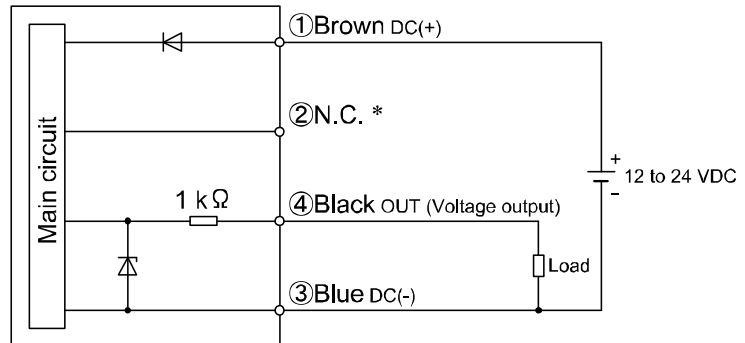 ①Brown DC(+)
②N.C. *
Main circuit
1 kΩ
④Black OUT (Voltage output)
+
12 to 24 VDC
-
Load
③Blue DC(-)